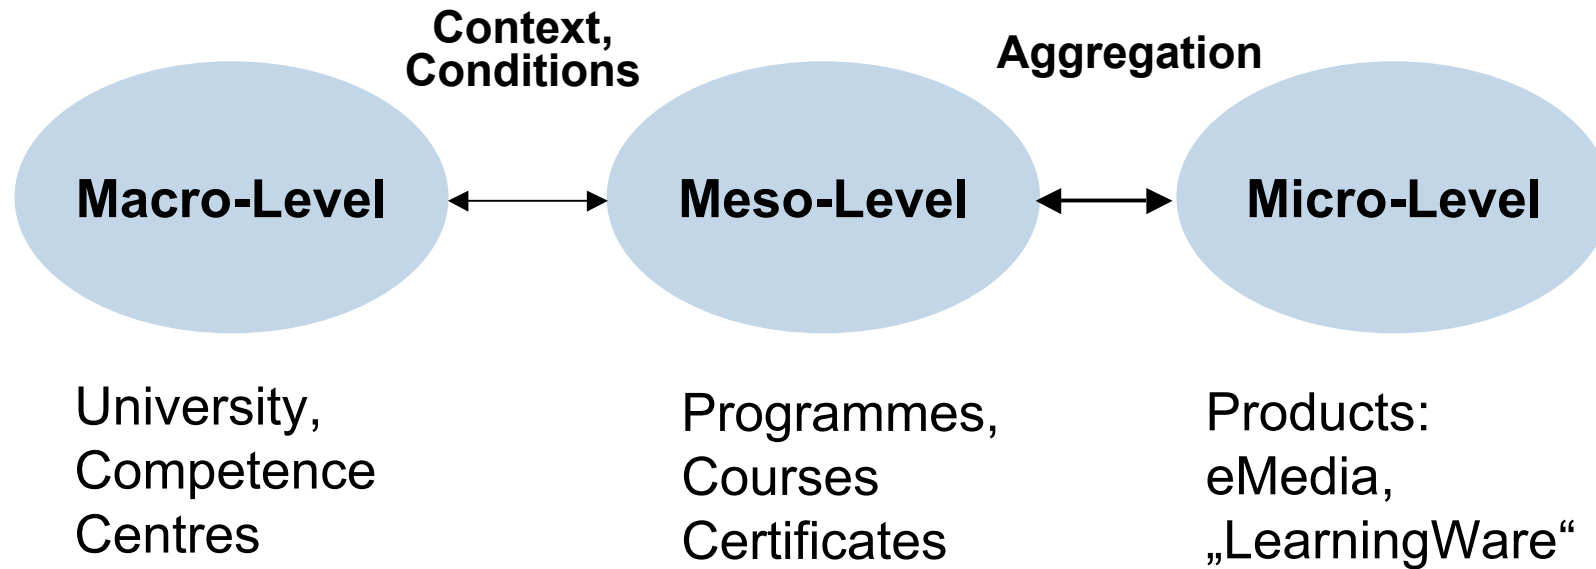 Context,
Conditions
Aggregation
Macro-Level
Meso-Level
Micro-Level
University,
Competence
Centres
Programmes,
Courses
Certificates
Products:
eMedia,
„LearningWare“